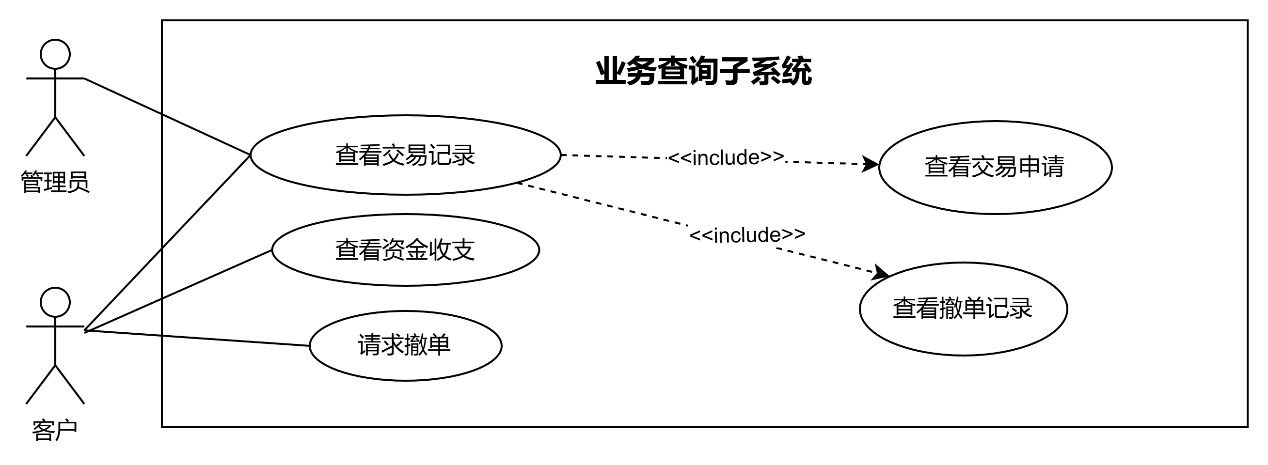 业务查询子系统
管理员
查看交易记录
<<include>>
查看交易申请
<<include>>
查看资金收支
查看撤单记录
请求撤单
客户